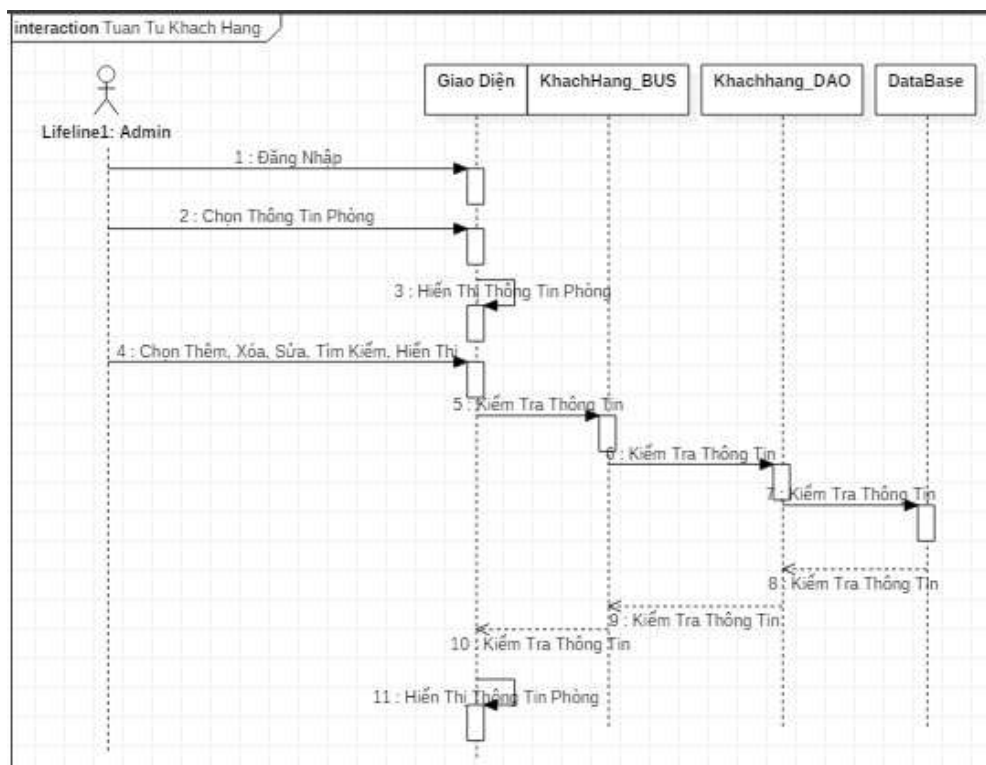 interaction Tuan Tu Khach Hang
Giao Diện
KhachHang_BUS
Khachhang_DAO
DataBase
Lifeline1: Admin
1 : Đăng Nhập
2 : Chọn Thông Tin Phòng
3 : Hiển Thị Thông Tin Phòng
4 : Chọn Thêm, Xóa, Sửa, Tìm Kiếm, Hiển Thị
5 : Kiểm Tra Thông Tin
6 : Kiểm Tra Thông Tin
7 : Kiểm Tra Thông Tin
8 : Kiểm Tra Thông Tin
9 : Kiểm Tra Thông Tin
10 : Kiểm Tra Thông Tin
11 : Hiển Thị Thông Tin Phòng